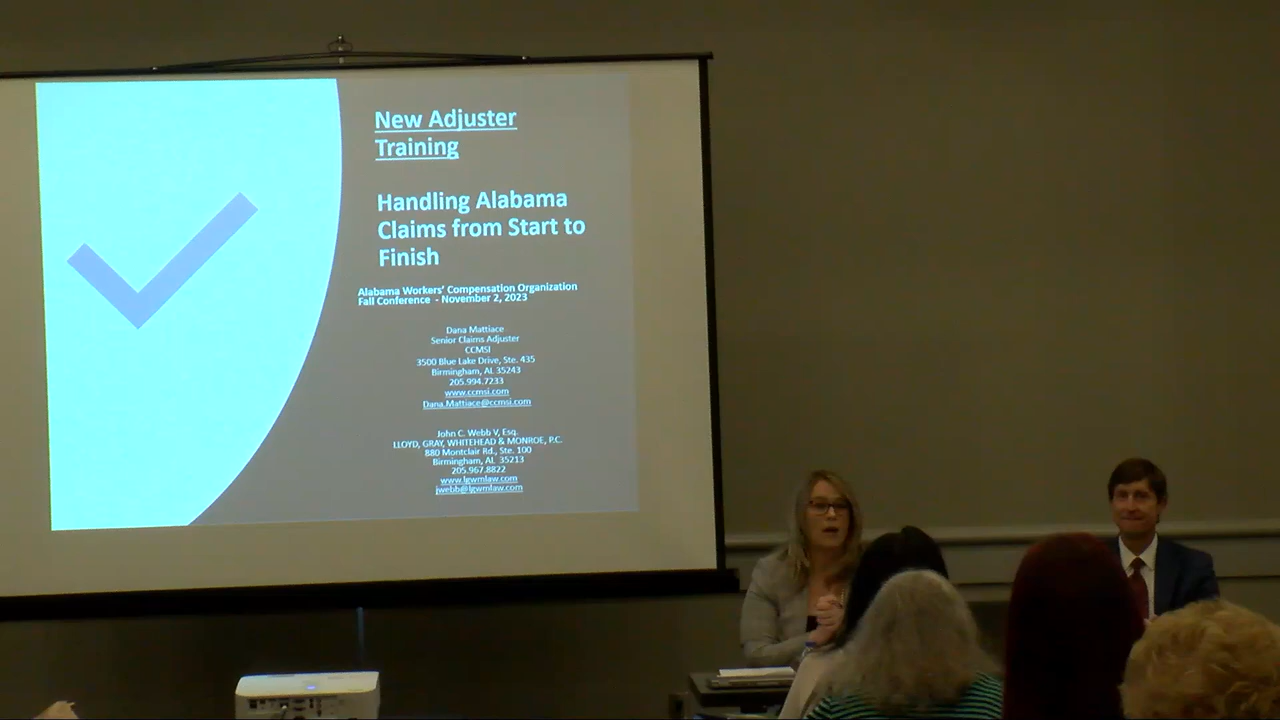 New Adjuster
Training
Handling Alabama
Claims from Start to
Finish
Alabama Workers' Compensation Organization
Fall Conference - November 2, 2023
Dana Mattiace
Senior Claims Adjuster
CCMSI
3500 Blue Lake Drive, Ste. 435
Birmingham, AL 35243
205.994.7233
www.ccmsi.com
Dana.Mattiace@ccmsi.com
John C. Webb V, Esq.
LLOYD, GRAY, WHITEHEAD & MONROE, P.C.
880 Montclair Rd., Ste. 100
Birmingham, AL 35213
205.967.8822
www.lgwmlaw.com
jwebb@lgwmlaw.com